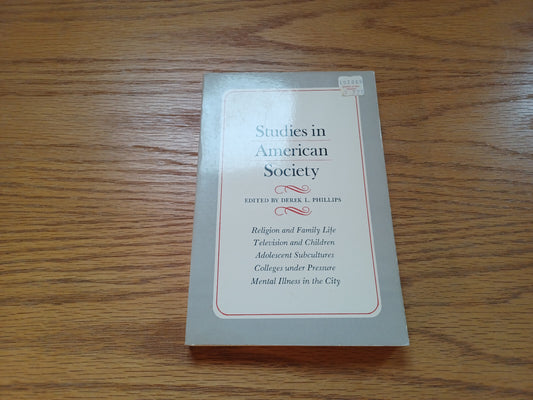 Studies in
American
Society
EDITED BY DEREK L. PHILLIPS
Religion and Family Life
Television and Children
Adolescent Subcultures
Colleges under Pressure
Mental Illness in the City